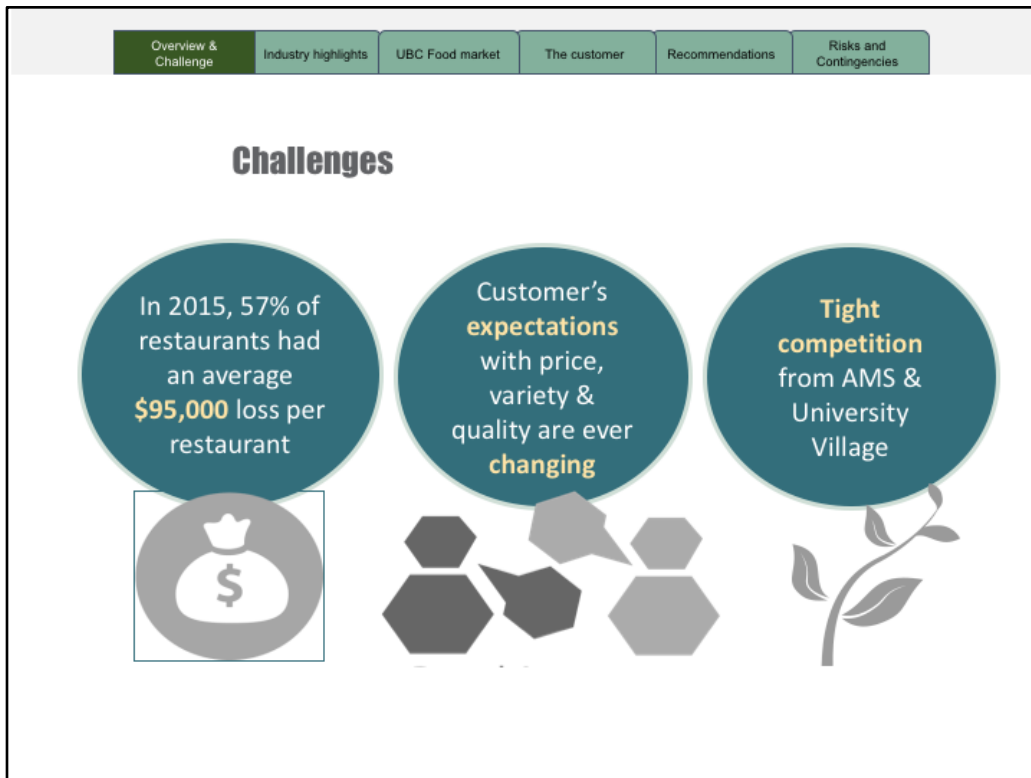 Overview &
Challenge
Industry highlights
UBC Food market
The customer
Recommendations
Risks and
Contingencies
Challenges
In 2015, 57% of
restaurants had
an average
$95,000 loss per
restaurant
Customer’s
expectations
with price,
variety &
quality are ever
changing
Tight
competition
from AMS &
University
Village
$